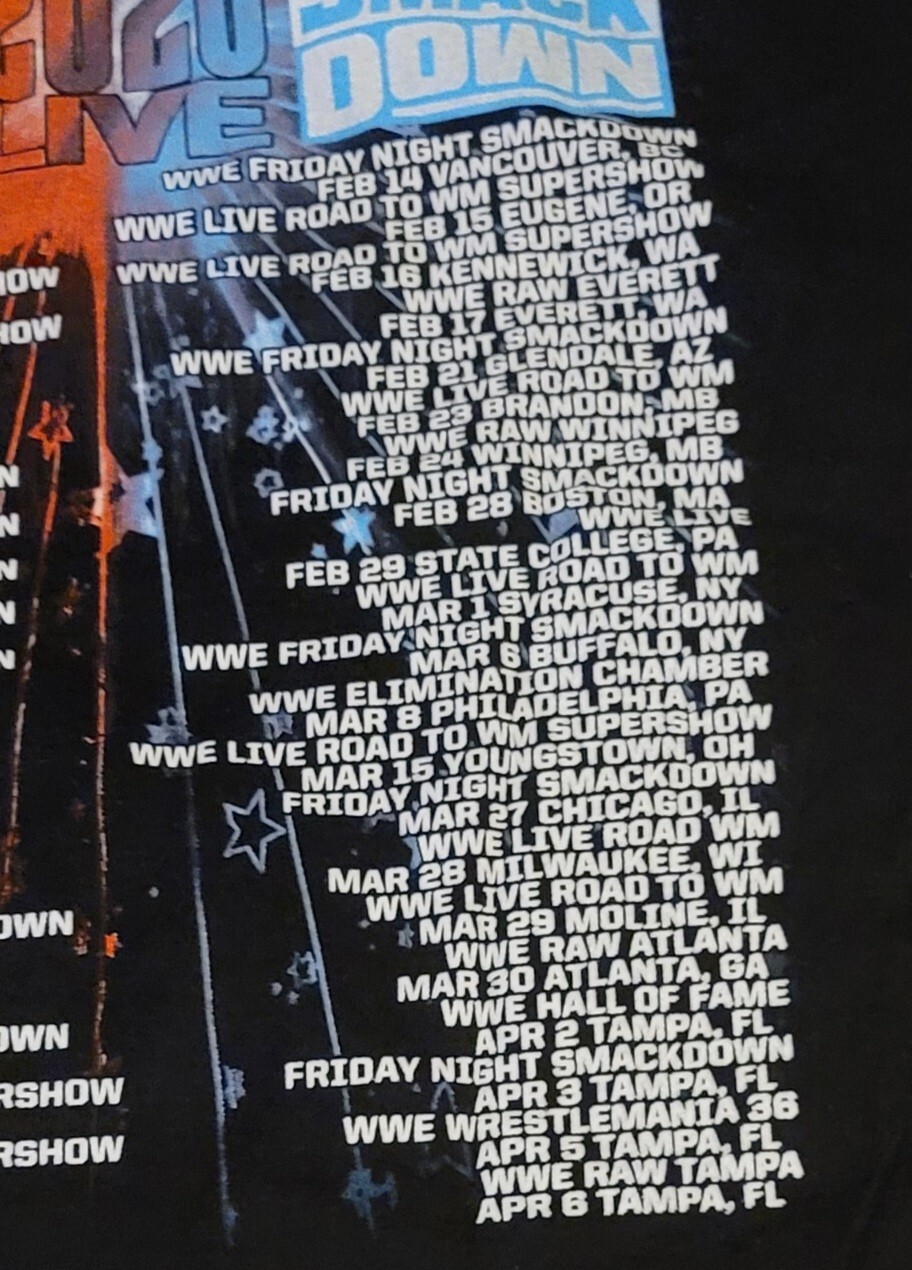 2020
LIVE
SMACK
DOWN
WWE FRIDAY NIGHT SMACKDOWN
FEB 14 VANCOUVER, BC
WWE LIVE ROAD TO WM SUPERSHOW
FEB 15 EUGENE, OR
WWE LIVE ROAD TO WM SUPERSHOW
FEB 16 KENNEWICK, WA
WWE RAW EVERETT
FEB 17 EVERETT, WA
WWE FRIDAY NIGHT SMACKDOWN
FEB 21 GLENDALE, AZ
WWE LIVE ROAD TO WM
FEB 23 BRANDON, MB
WWE RAW WINNIPEG
FEB 24 WINNIPEG, MB
FRIDAY NIGHT SMACKDOWN
FEB 28 BOSTON, MA
WWE LIVE
FEB 29 STATE COLLEGE, PA
WWE LIVE ROAD TO WM
MAR 1 SYRACUSE, NY
WWE FRIDAY NIGHT SMACKDOWN
MAR 6 BUFFALO, NY
WWE ELIMINATION CHAMBER
MAR 8 PHILADELPHIA, PA
WWE LIVE ROAD TO WM SUPERSHOW
MAR 15 YOUNGSTOWN, OH
FRIDAY NIGHT SMACKDOWN
MAR 27 CHICAGO, IL
WWE LIVE ROAD WM
MAR 28 MILWAUKEE, WI
WWE LIVE ROAD TO WM
MAR 29 MOLINE, IL
WWE RAW ATLANTA
MAR 30 ATLANTA, GA
WWE HALL OF FAME
APR 2 TAMPA, FL
FRIDAY NIGHT SMACKDOWN
APR 3 TAMPA, FL
WWE WRESTLEMANIA 36
APR 5 TAMPA, FL
WWE RAW TAMPA
APR 6 TAMPA, FL
HOW
HOW
N
N
N
N
N
OWN
OWN
RSHOW
RSHOW